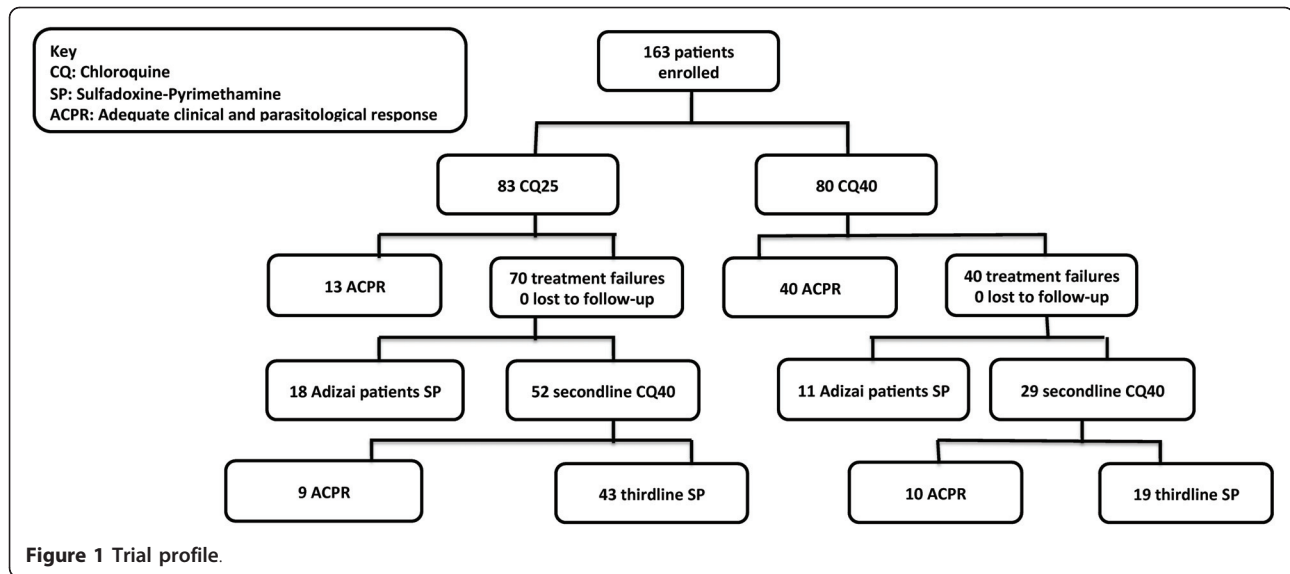 Key
CQ: Chloroquine
SP: Sulfadoxine-Pyrimethamine
ACPR: Adequate clinical and parasitological response
163 patients
enrolled
83 CQ25
80 CQ40
13 ACPR
70 treatment failures
0 lost to follow-up
40 ACPR
40 treatment failures
0 lost to follow-up
18 Adizai patients SP
52 secondline CQ40
11 Adizai patients SP
29 secondline CQ40
9 ACPR
43 thirdline SP
10 ACPR
19 thirdline SP
Figure 1 Trial profile.